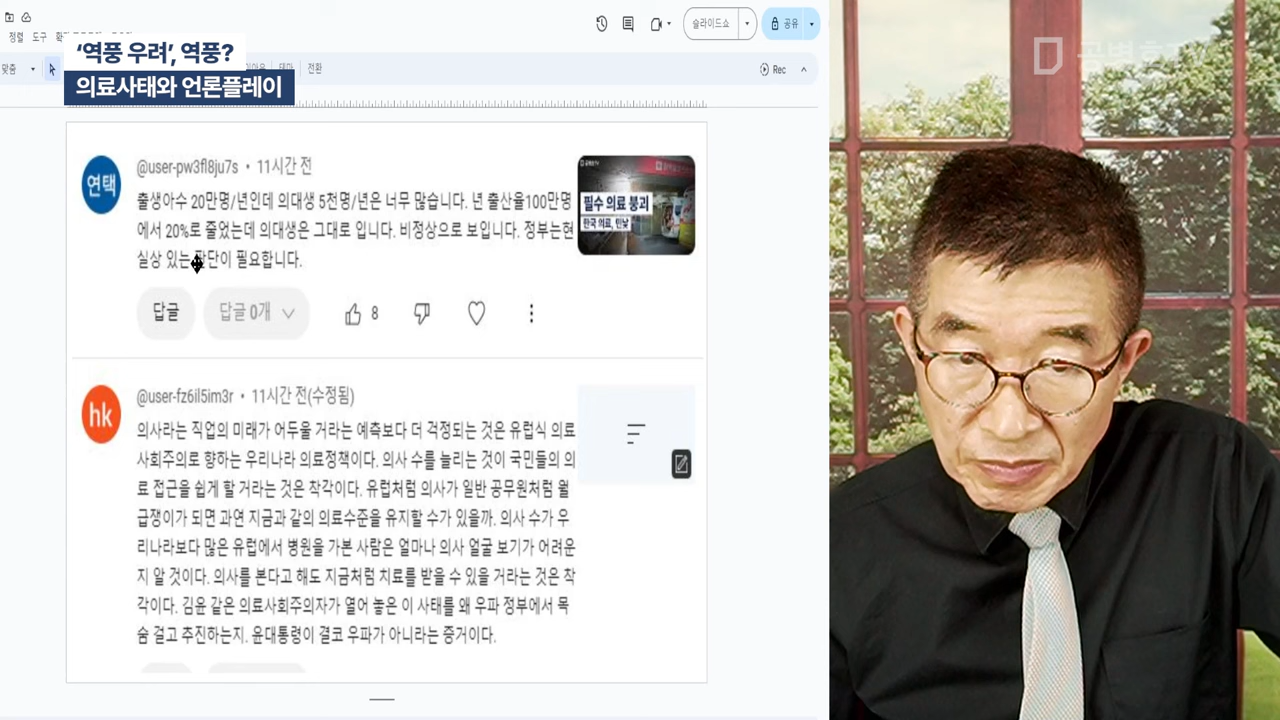 정렬 도구
슬라이드쇼
공유
'역풍 우려', 역풍?
의료사태와 언론플레이
맞춤
전환
Rec
연택
@user-pw3fl8ju7s • 11시간 전
출생아수 20만명/년인데 의대생 5천명/년은 너무 많습니다. 년 출산율100만명
에서 20%로 줄었는데 의대생은 그대로 입니다. 비정상으로 보입니다. 정부는현
실상 있는 판단이 필요합니다.
필수 의료 붕괴
한국 의료, 민낯
답글
답글 0개
8
hk
@user-fz6il5im3r • 11시간 전(수정됨)
의사라는 직업의 미래가 어두울 거라는 예측보다 더 걱정되는 것은 유럽식 의료
사회주의로 향하는 우리나라 의료정책이다. 의사 수를 늘리는 것이 국민들의 의
료 접근을 쉽게 할 거라는 것은 착각이다. 유럽처럼 의사가 일반 공무원처럼 월
급쟁이가 되면 과연 지금과 같의 의료수준을 유지할 수가 있을까. 의사 수가 우
리나라보다 많은 유럽에서 병원을 가본 사람은 얼마나 의사 얼굴 보기가 어려운
지 알 것이다. 의사를 본다고 해도 지금처럼 치료를 받을 수 있을 거라는 것은 착
각이다. 김윤 같은 의료사회주의자가 열어 놓은 이 사태를 왜 우파 정부에서 목
숨 걸고 추진하는지. 윤대통령이 결코 우파가 아니라는 증거이다.